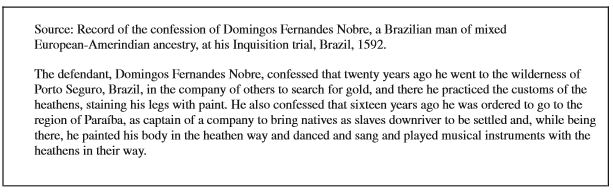 Source: Record of the confession of Domingos Fernandes Nobre, a Brazilian man of mixed
European-Amerindian ancestry, at his Inquisition trial, Brazil, 1592.
The defendant, Domingos Fernandes Nobre, confessed that twenty years ago he went to the wilderness of
Porto Seguro, Brazil, in the company of others to search for gold, and there he practiced the customs of the
heathens, staining his legs with paint. He also confessed that sixteen years ago he was ordered to go to the
region of Paraíba, as captain of a company to bring natives as slaves downriver to be settled and, while being
there, he painted his body in the heathen way and danced and sang and played musical instruments with the
heathens in their way.